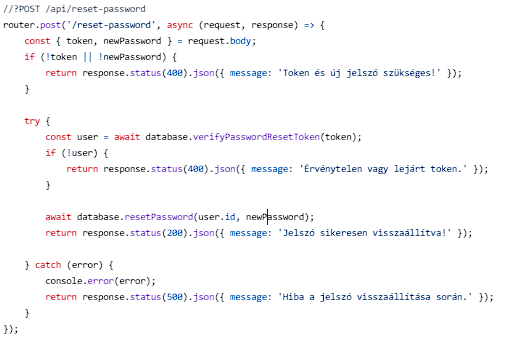 //?POST /api/reset-password
router.post('/reset-password', async (request, response) => {
    const { token, newPassword } = request.body;
    if (!token || !newPassword) {
        return response.status(400).json({ message: 'Token és új jelszó szükséges!' });
    }

    try {
        const user = await database.verifyPasswordResetToken(token);
        if (!user) {
            return response.status(400).json({ message: 'Érvénytelen vagy lejárt token.' });
        }

        await database.resetPassword(user.id, newPassword);
        return response.status(200).json({ message: 'Jelszó sikeresen visszaállítva!' });

    } catch (error) {
        console.error(error);
        return response.status(500).json({ message: 'Hiba a jelszó visszaállítása során.' });
    }
});